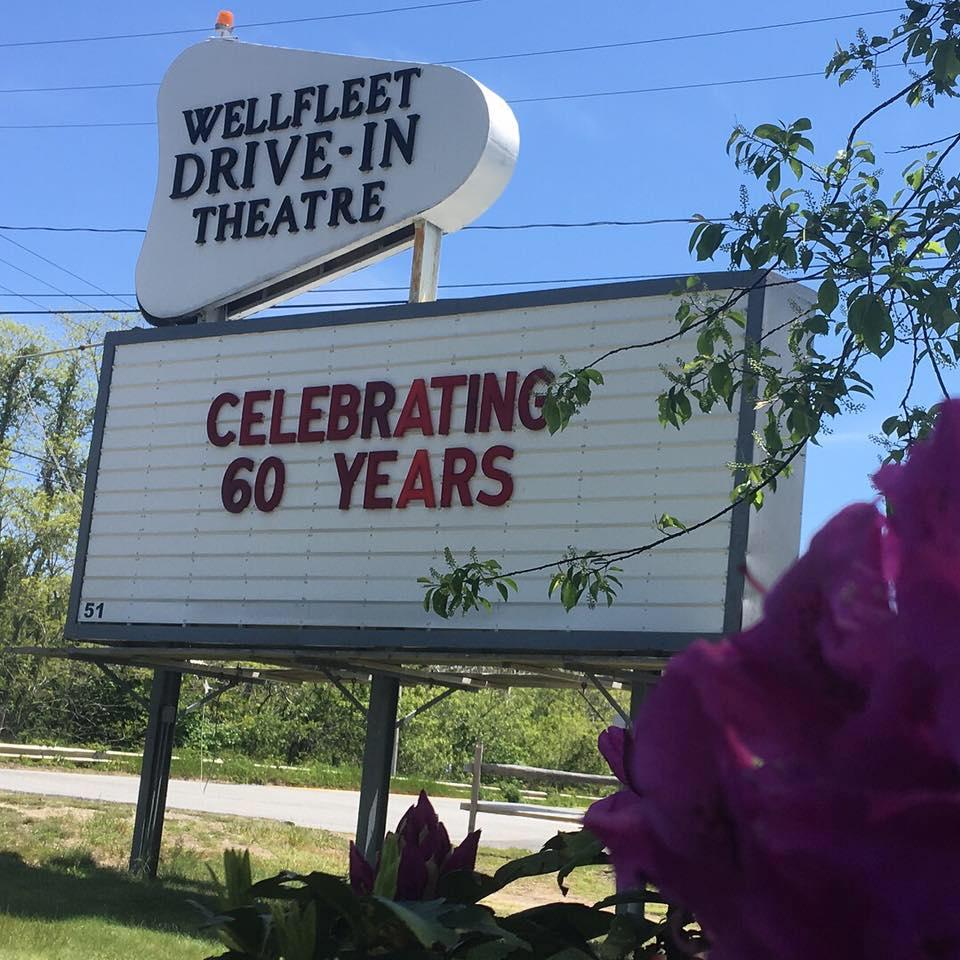 WELLFLEET
DRIVE-IN
THEATRE
CELEBRATING
60 YEARS
51